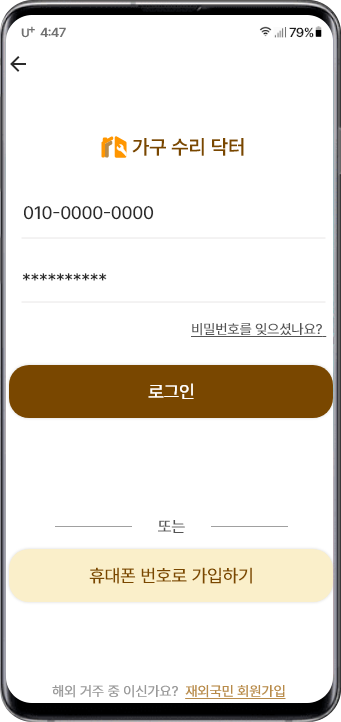 U+ 4:47 79%
가구 수리 닥터
010-0000-0000
**********
비밀번호를 잊으셨나요?
로그인
또는
휴대폰 번호로 가입하기
해외 거주 중 이신가요? 재외국민 회원가입